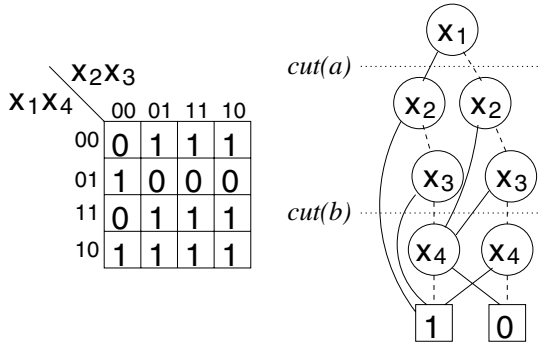 x2x3
x1x4
00 01 11 10
00 0 1 1 1
01 1 0 0 0
11 0 1 1 1
10 1 1 1 1
x1
cut(a)
x2 x2
x3 x3
cut(b)
x4 x4
1 0